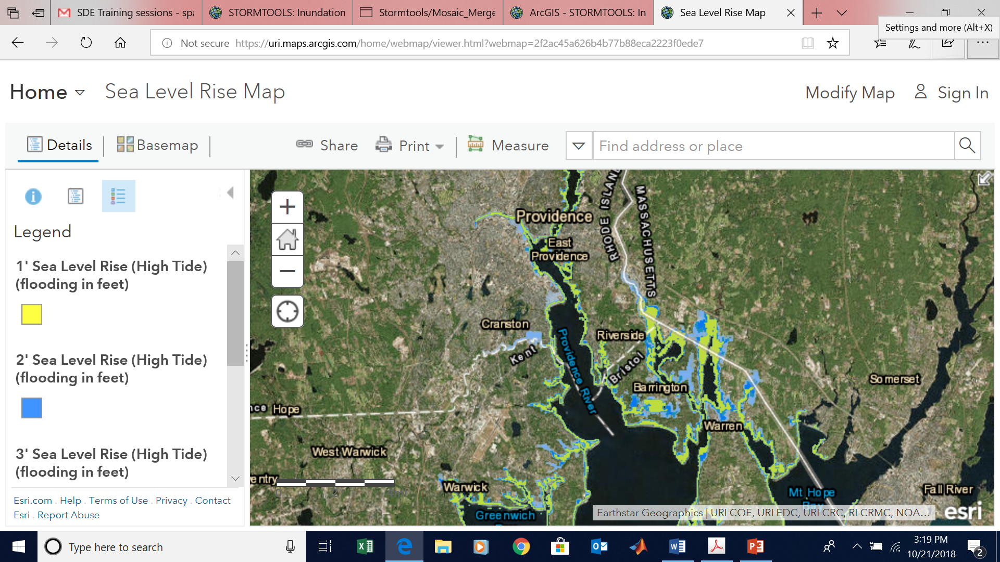 SDE Training sessions - spa
STORMTOOLS: Inundation
Stormtools/Mosaic_Merge
ArcGIS - STORMTOOLS: In
Sea Level Rise Map
Settings and more (Alt+X)
Not secure https://uri.maps.arcgis.com/home/webmap/viewer.html?webmap=2f2ac45a626b4b77b88eca2223f0ede7
Home Sea Level Rise Map
Modify Map Sign In
Details Basemap Share Print Measure Find address or place
Legend
1' Sea Level Rise (High Tide)
(flooding in feet)
2' Sea Level Rise (High Tide)
(flooding in feet)
3' Sea Level Rise (High Tide)
(flooding in feet)
Esri.com . Help . Terms of Use . Privacy . Contact
Esri . Report Abuse
RHODE ISLAND
MASSACHUSETTS
Providence
East
Providence
Cranston
Kent
Providence River
Riverside
Bristol
Barrington
Somerset
nce Hope
Warren
West Warwick
entry
Warwick
Greenwich
Mt Hope
Bay
Fall River
Earthstar Geographics | URI COE, URI EDC, URI CRC, RI CRMC, NOA...
esri
Type here to search
3:19 PM
10/21/2018
2